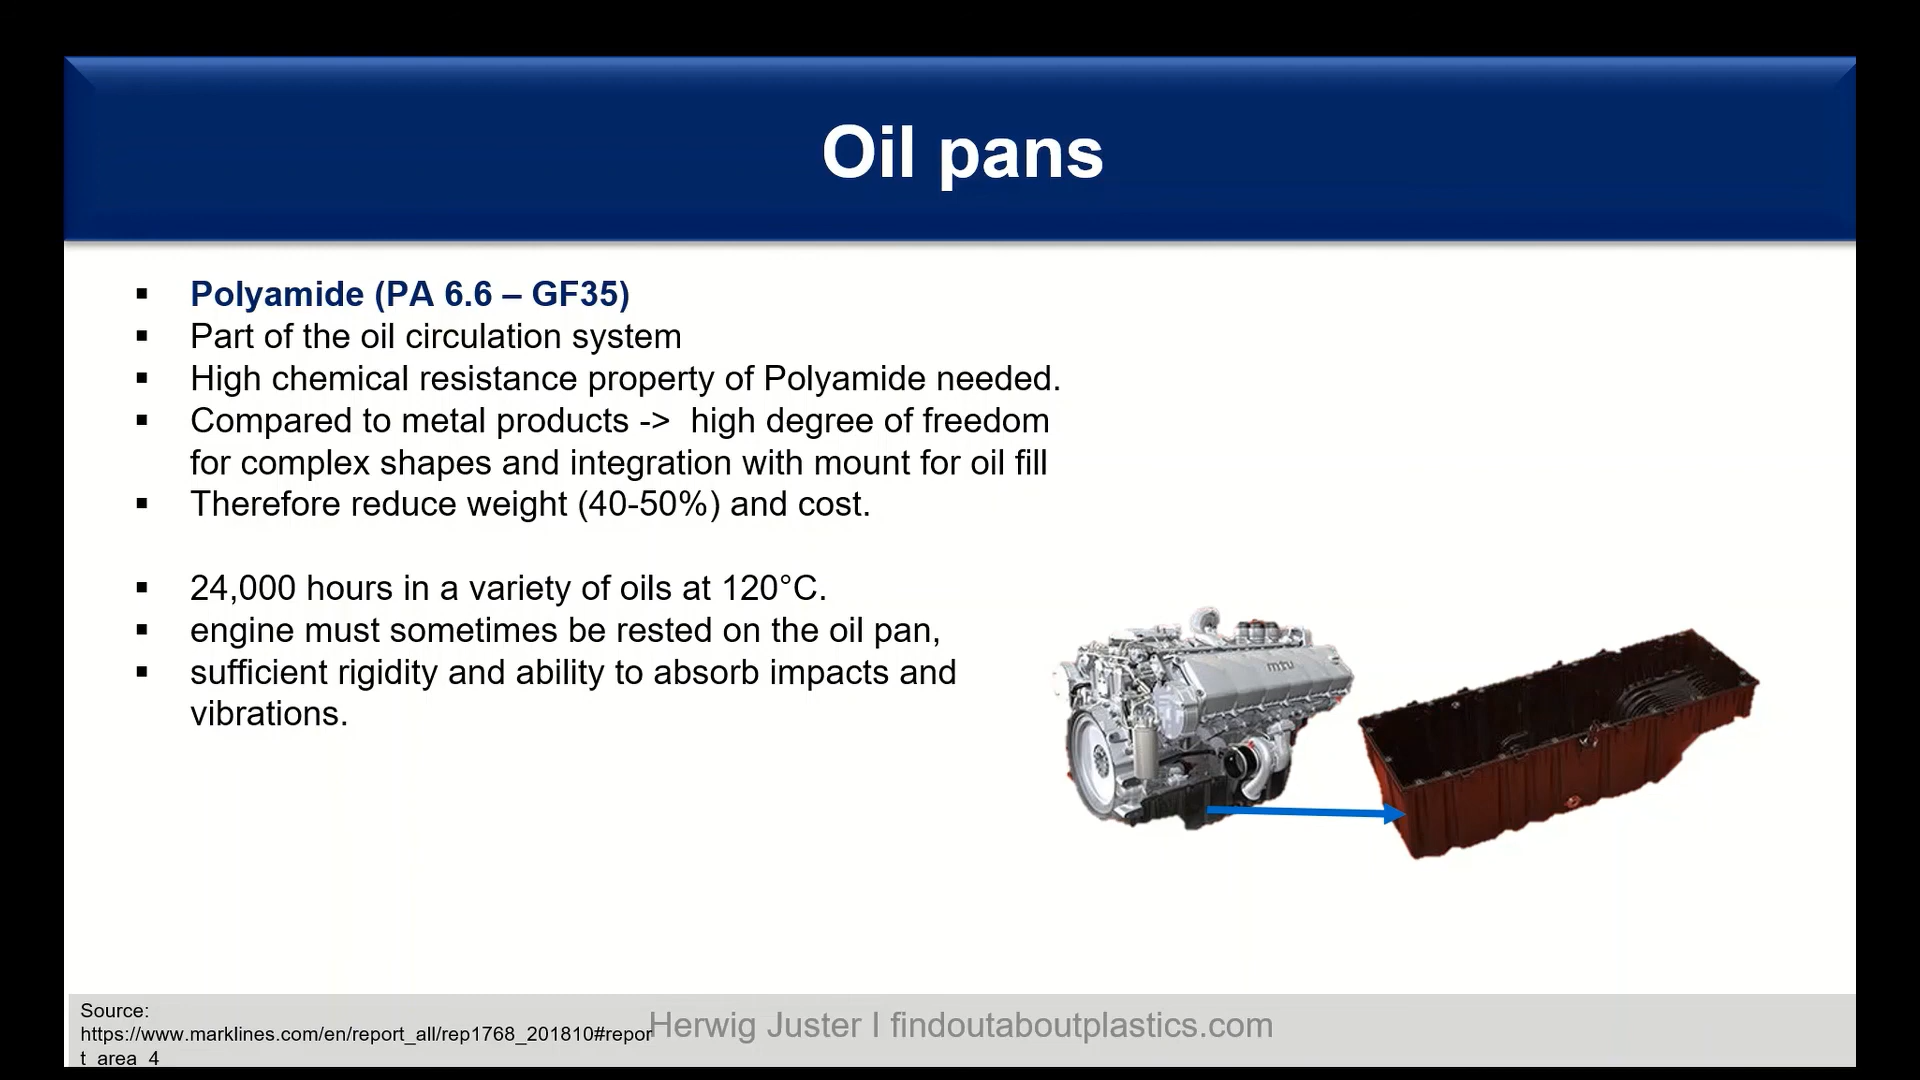 Oil pans
▪ Polyamide (PA 6.6 – GF35)
▪ Part of the oil circulation system
▪ High chemical resistance property of Polyamide needed.
▪ Compared to metal products -> high degree of freedom
for complex shapes and integration with mount for oil fill
▪ Therefore reduce weight (40-50%) and cost.
▪ 24,000 hours in a variety of oils at 120°C.
▪ engine must sometimes be rested on the oil pan,
▪ sufficient rigidity and ability to absorb impacts and
vibrations.
mtu
Source:
https://www.marklines.com/en/report_all/rep1768_201810#repor
t_area_4
Herwig Juster I findoutaboutplastics.com